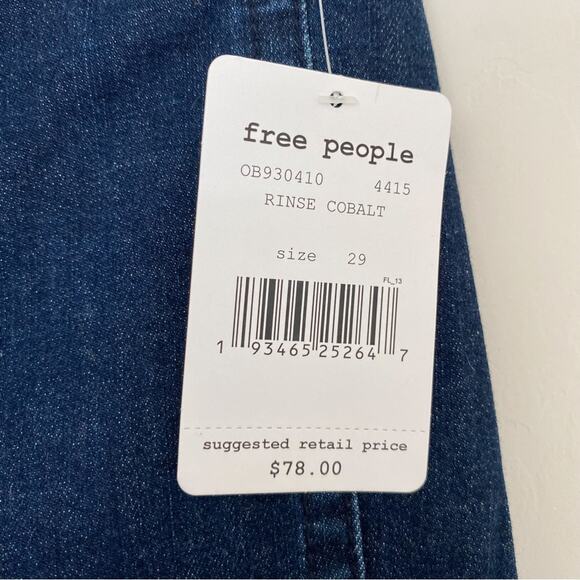 free people
OB930410 4415
RINSE COBALT
size 29
FL_13
1 93465 25264 7
suggested retail price
$78.00